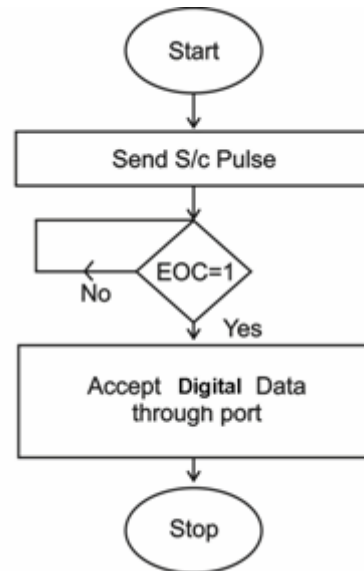 Start
Send S/c Pulse
EOC=1
No
Yes
Accept Digital Data
through port
Stop